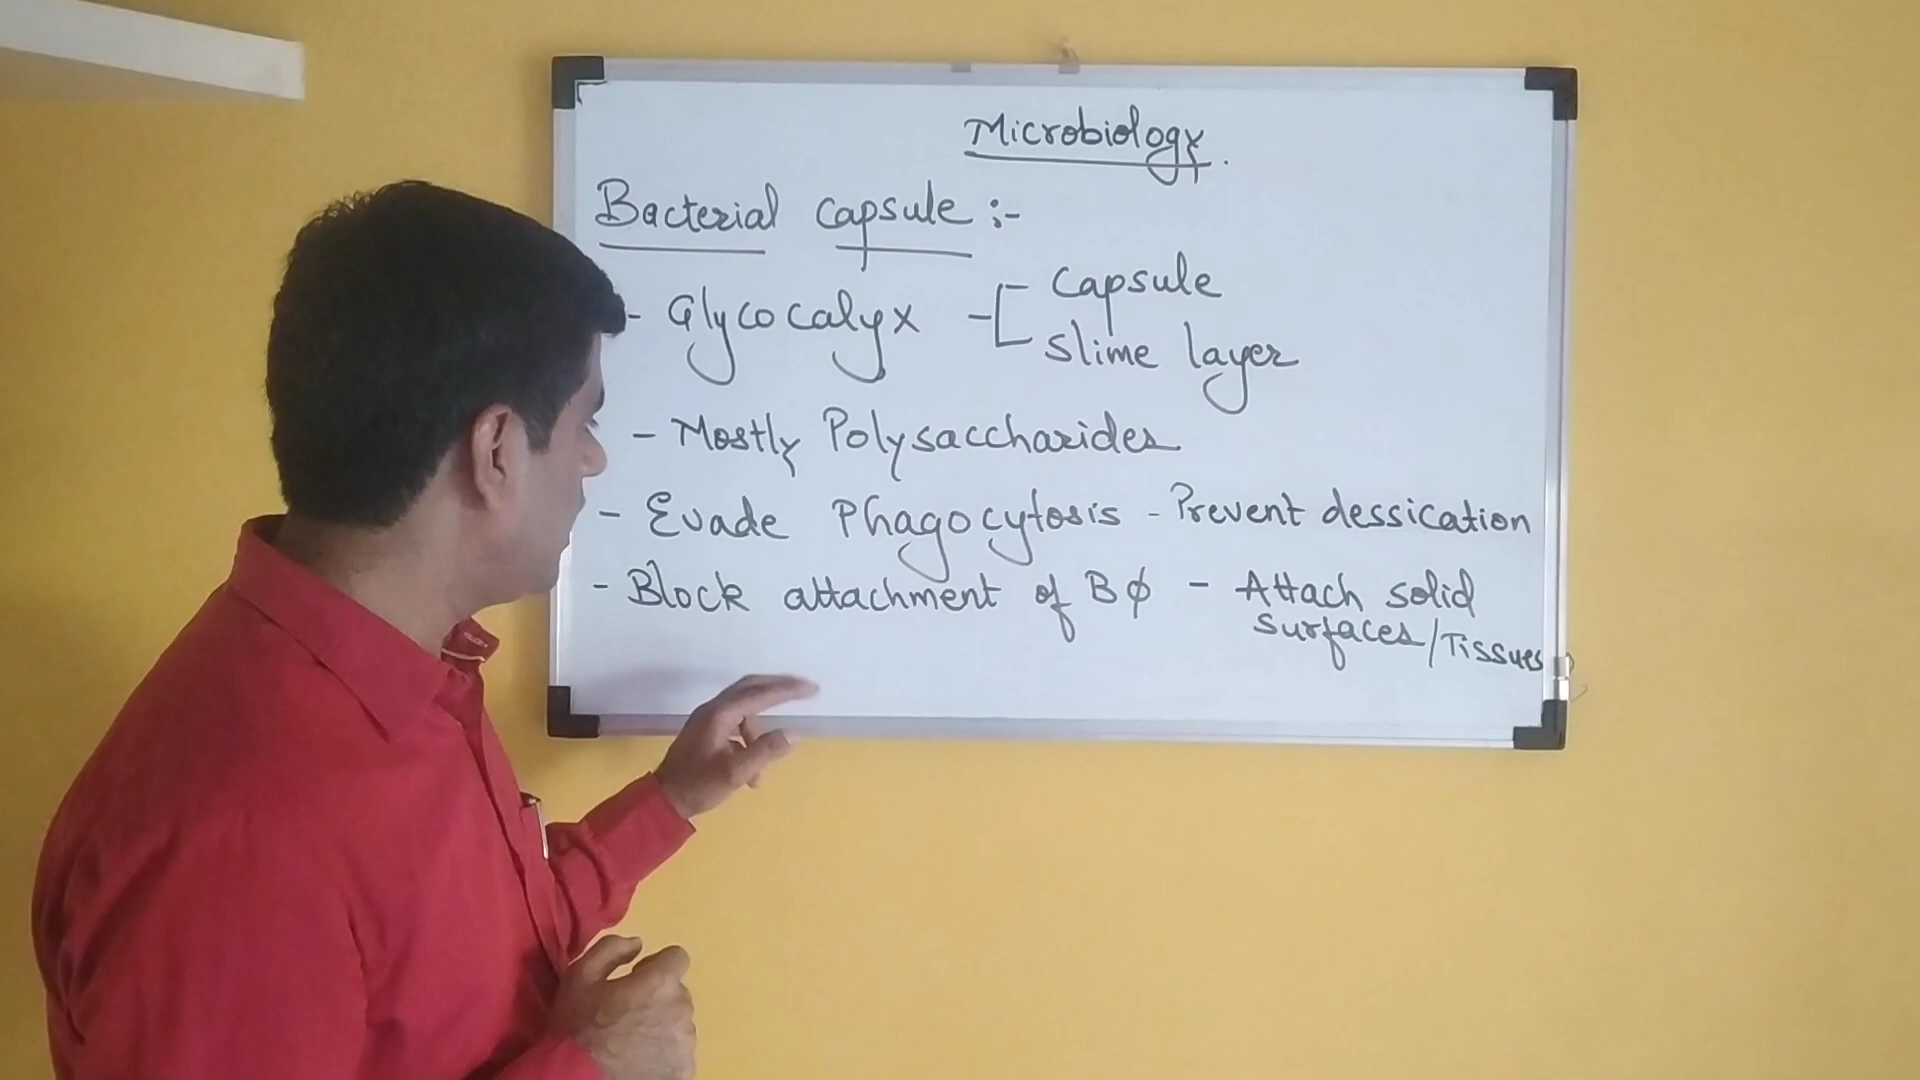 Microbiology.
Bacterial capsule :-
- Glycocalyx -[ capsule
slime layer
- Mostly Polysaccharides
- Evade Phagocytosis - Prevent dessication
- Block attachment of BΦ - Attach solid
surfaces/Tissues